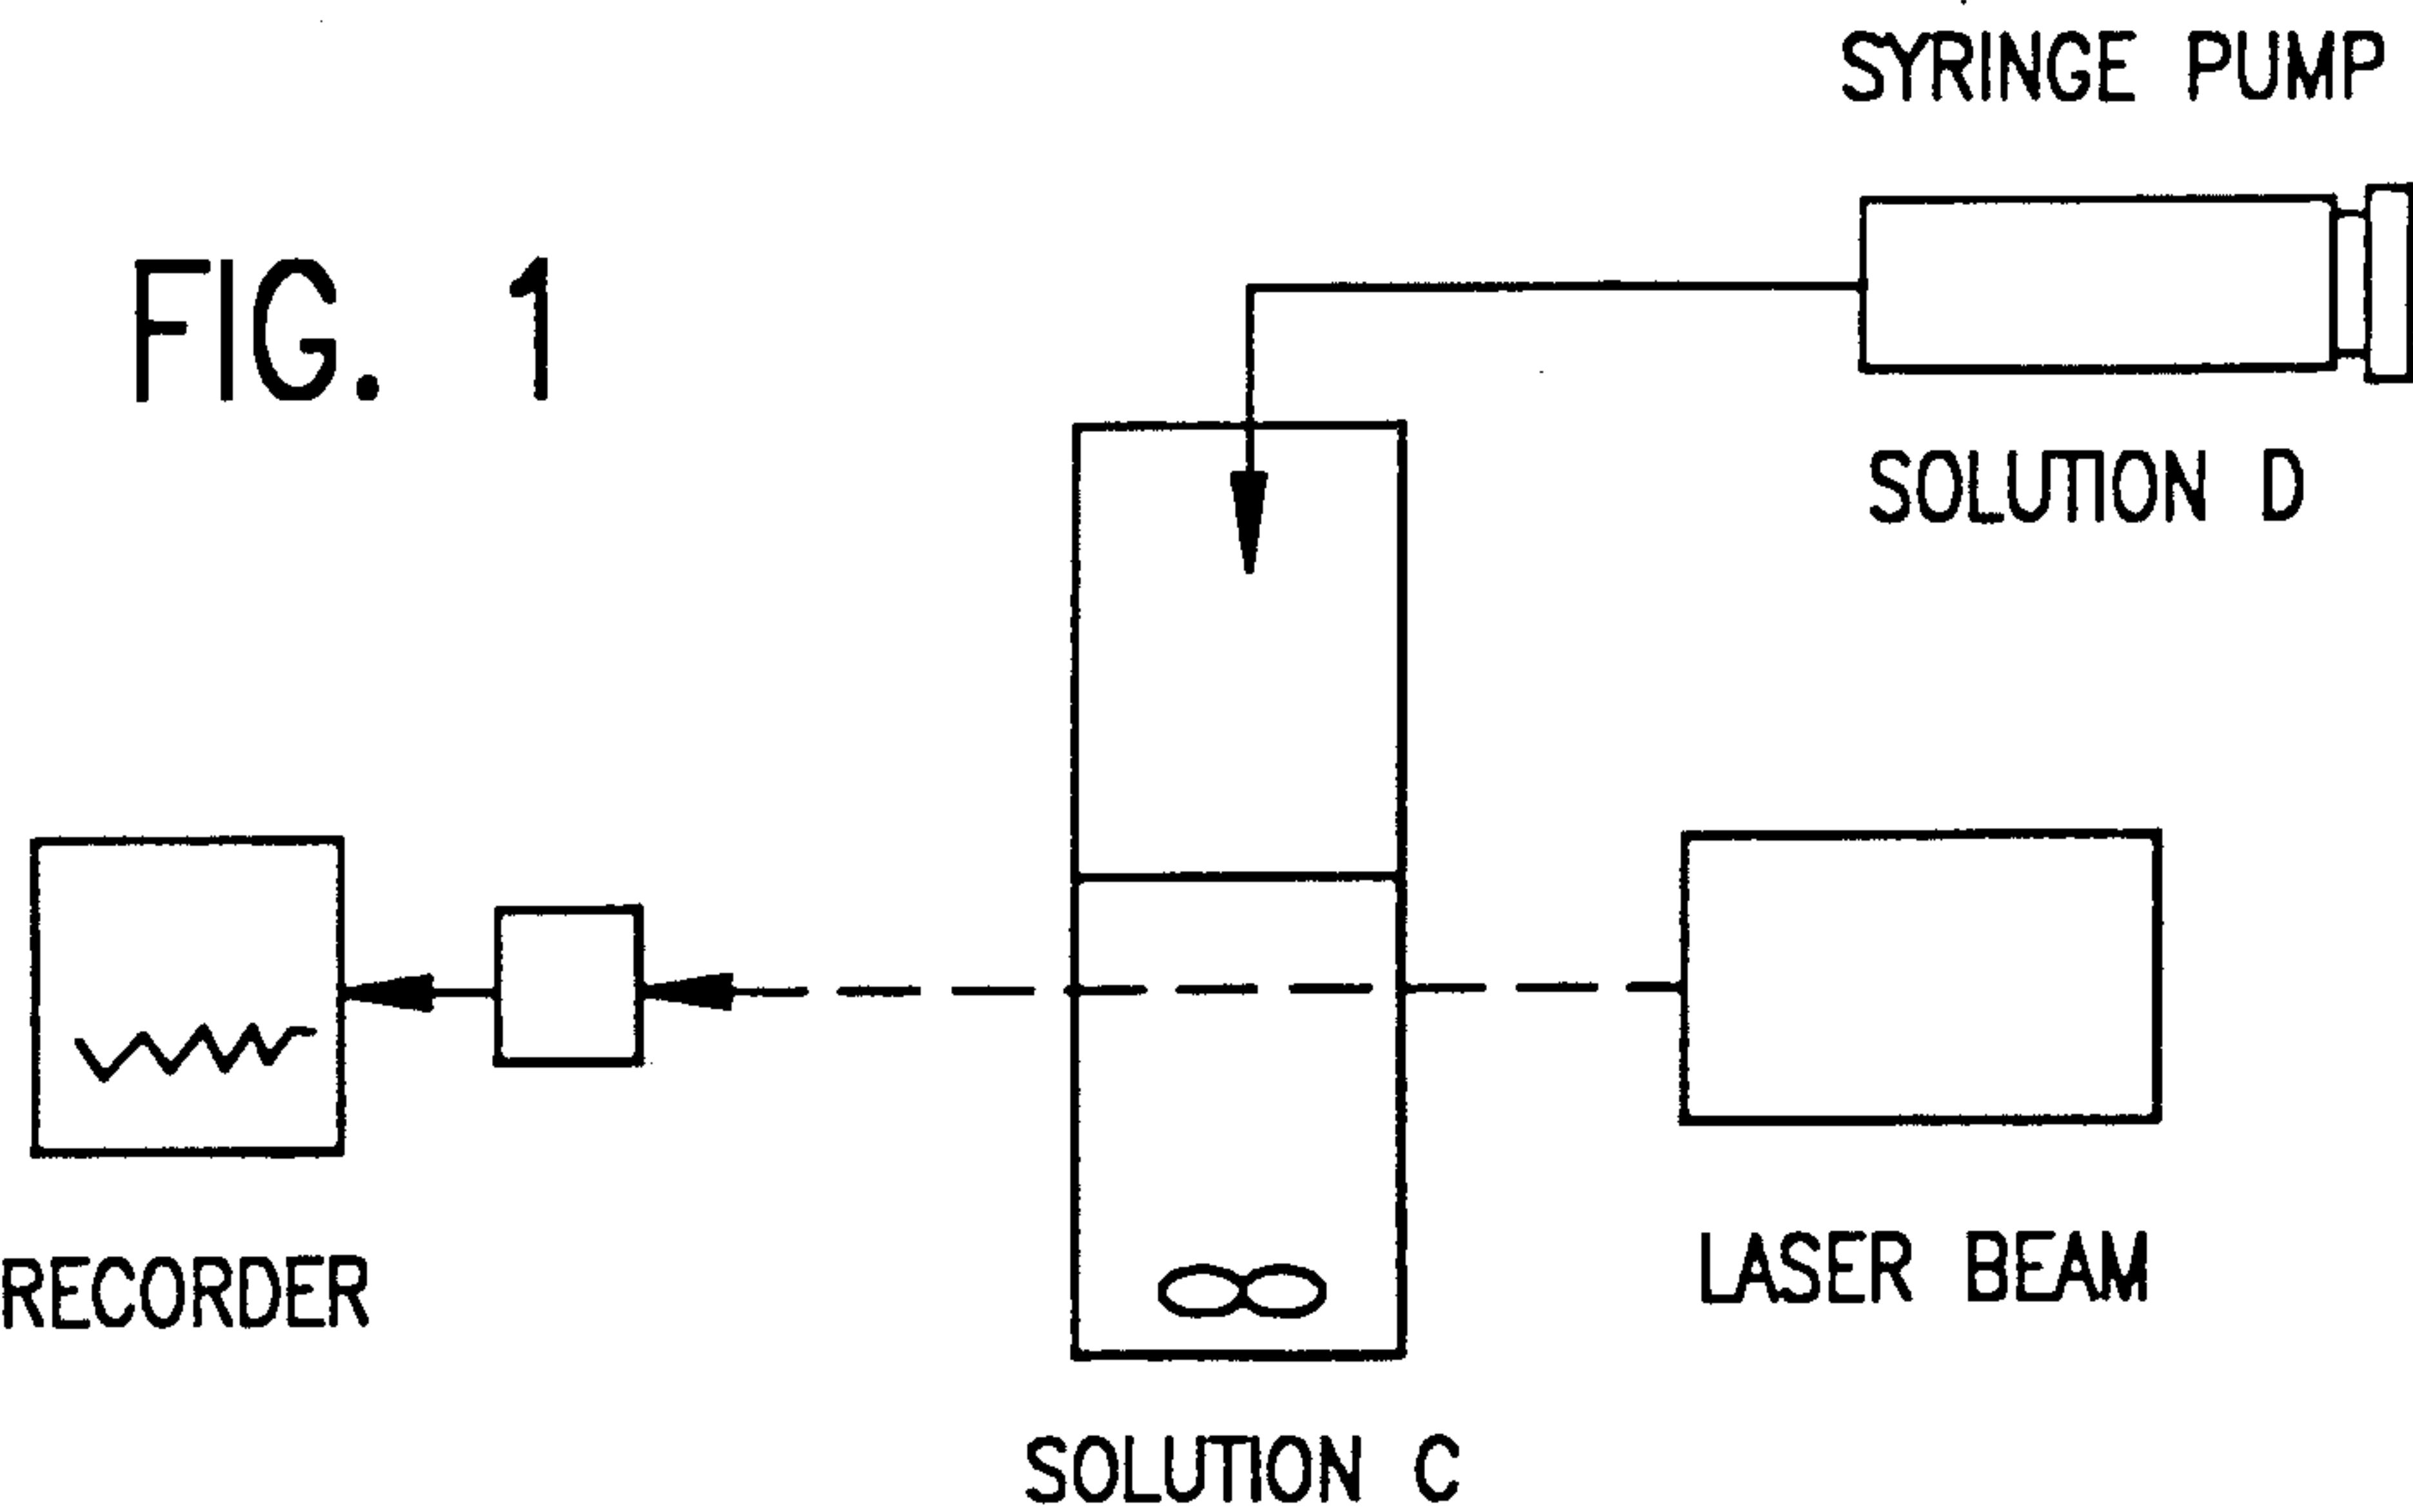 SYRINGE PUMP
FIG. 1
SOLUTION D
RECORDER
LASER BEAM
SOLUTION C